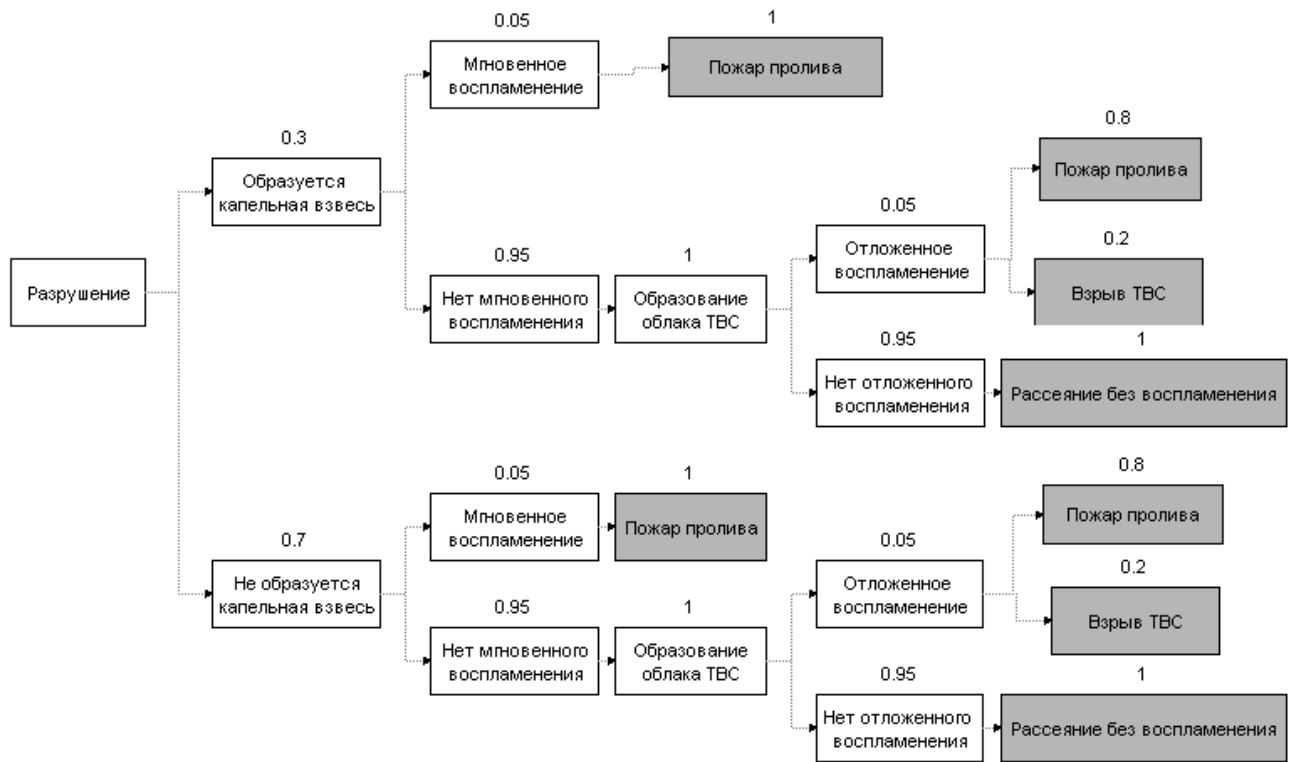 0.05
1
Мгновенное
воспламенение
Пожар пролива
0.3
Образуется
капельная взвесь
0.8
Пожар пролива
0.05
Отложенное
воспламенение
0.2
Взрыв ТВС
0.95
1
Нет мгновенного
воспламенения
Образование
облака ТВС
Разрушение
0.95
1
Нет отложенного
воспламенения
Рассеяние без воспламенения
0.05
1
Мгновенное
воспламенение
Пожар пролива
0.8
Пожар пролива
0.7
Не образуется
капельная взвесь
0.05
Отложенное
воспламенение
0.2
Взрыв ТВС
0.95
1
Нет мгновенного
воспламенения
Образование
облака ТВС
0.95
1
Нет отложенного
воспламенения
Рассеяние без воспламенения